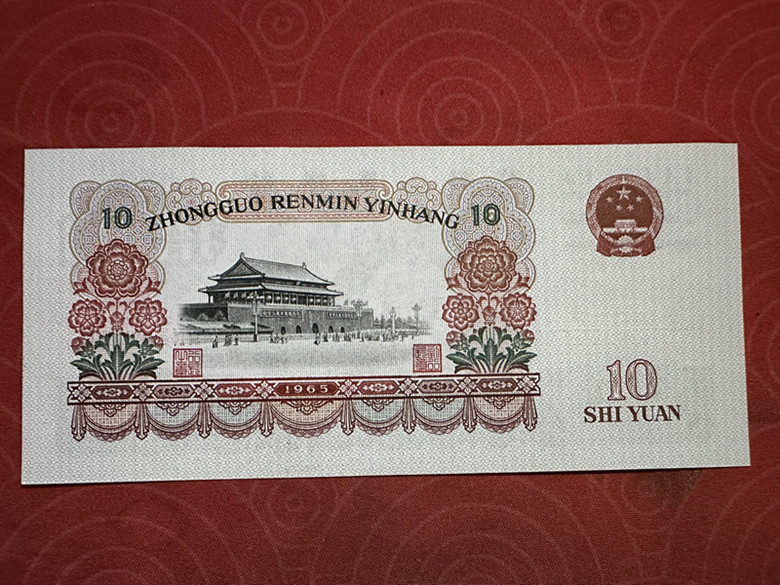 10 ZHONGGUO RENMIN YINHANG 10
1965
10
SHI YUAN